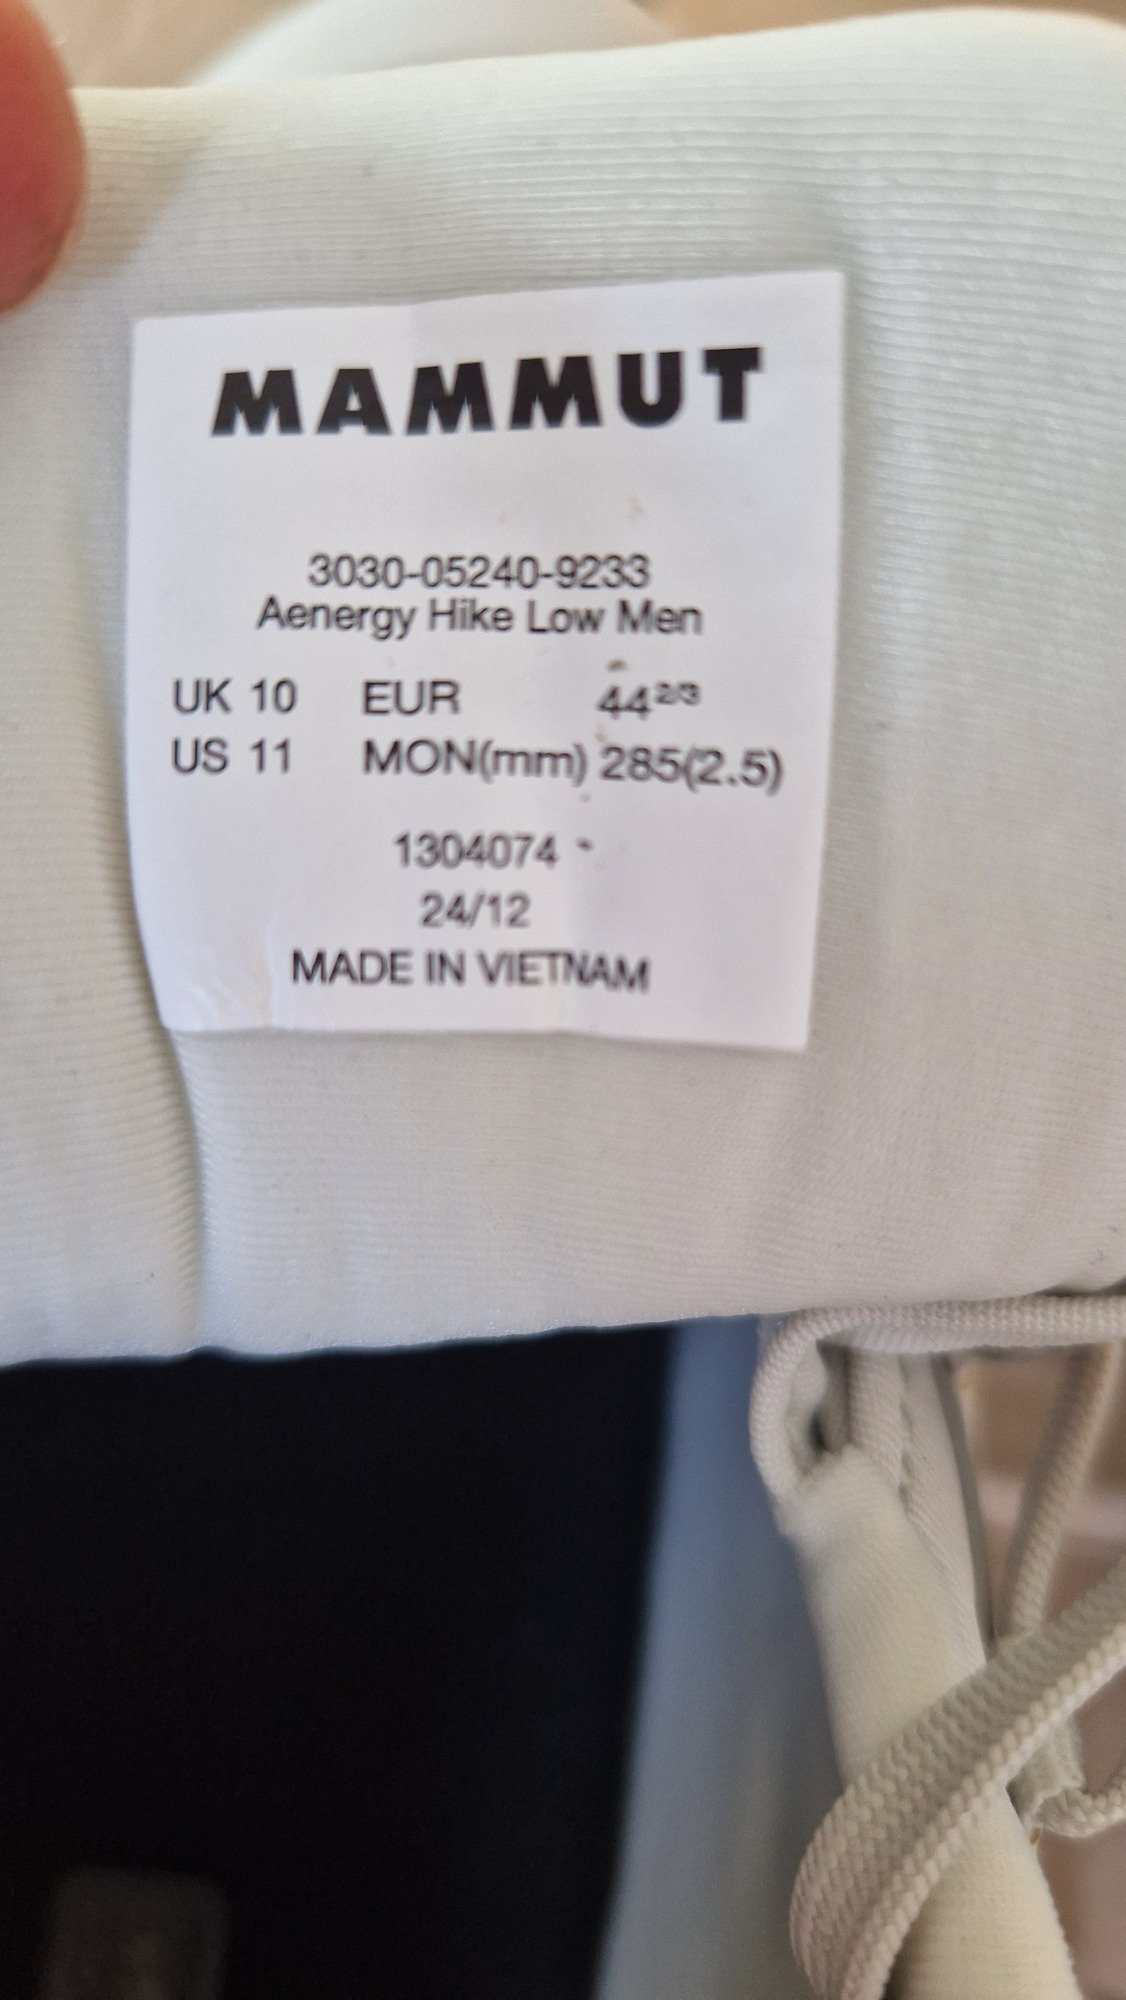 MAMMUT
3030-05240-9233
Aenergy Hike Low Men
UK 10 EUR 44 2/3
US 11 MON(mm) 285(2.5)
1304074
24/12
MADE IN VIETNAM